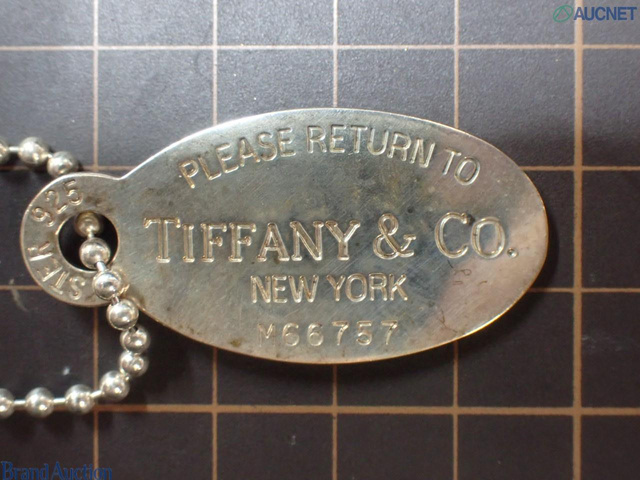 AUCNET
PLEASE RETURN TO
STER 925
TIFFANY & CO.
NEW YORK
M66757
Brand Auction